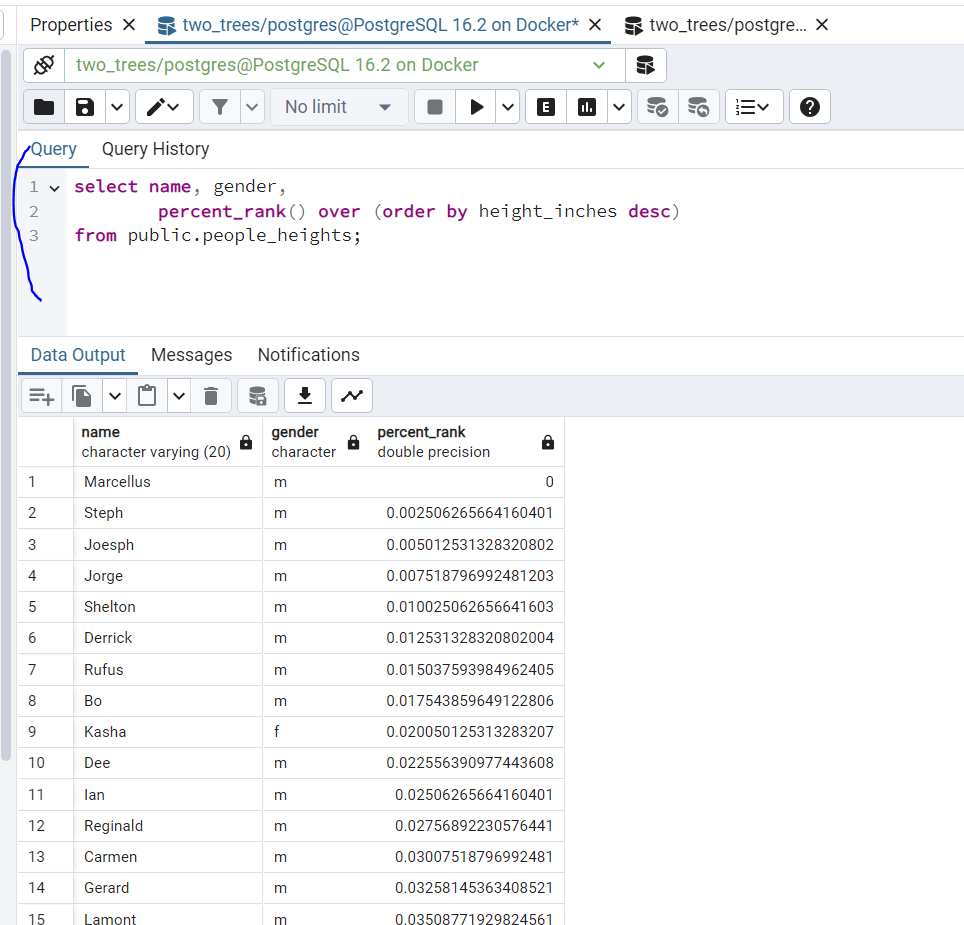 Properties two_trees/postgres@PostgreSQL 16.2 on Docker* two_trees/postgre...
two_trees/postgres@PostgreSQL 16.2 on Docker
No limit E
Query Query History
1 select name, gender,
2 percent_rank() over (order by height_inches desc)
3 from public.people_heights;
Data Output Messages Notifications
name gender percent_rank
character varying (20) character double precision
1 Marcellus m 0
2 Steph m 0.002506265664160401
3 Joesph m 0.005012531328320802
4 Jorge m 0.007518796992481203
5 Shelton m 0.010025062656641603
6 Derrick m 0.012531328320802004
7 Rufus m 0.015037593984962405
8 Bo m 0.017543859649122806
9 Kasha f 0.020050125313283207
10 Dee m 0.022556390977443608
11 Ian m 0.02506265664160401
12 Reginald m 0.02756892230576441
13 Carmen m 0.03007518796992481
14 Gerard m 0.03258145363408521
15 Lamont m 0.03508771929824561